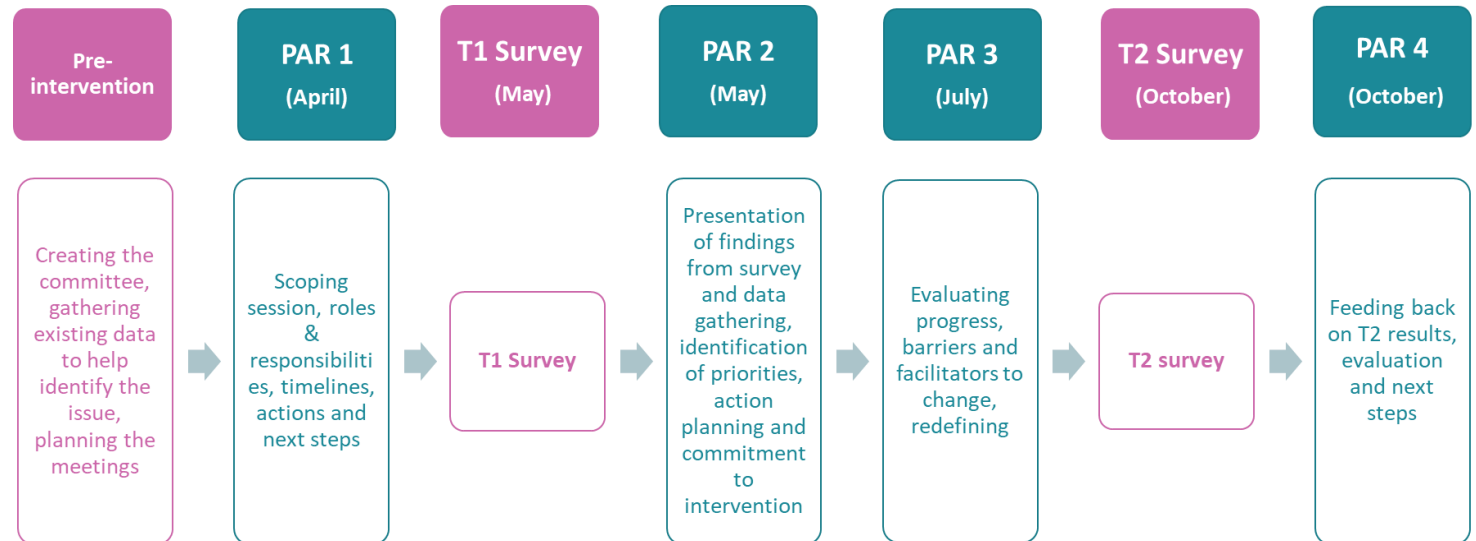 Pre-
intervention
PAR 1
(April)
T1 Survey
(May)
PAR 2
(May)
PAR 3
(July)
T2 Survey
(October)
PAR 4
(October)
Creating the
committee,
gathering
existing data
to help
identify the
issue,
planning the
meetings
Scoping
session, roles
&
responsibiliti
es, timelines,
actions and
next steps
T1 Survey
Presentation
of findings
from survey
and data
gathering,
identification
of priorities,
action
planning and
commitment
to
intervention
Evaluating
progress,
barriers and
facilitators to
change,
redefining
T2 survey
Feeding back
on T2 results,
evaluation
and next
steps